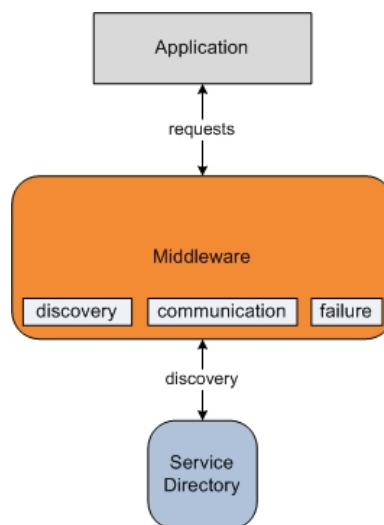 Application
requests
Middleware
discovery communication failure
discovery
Service
Directory